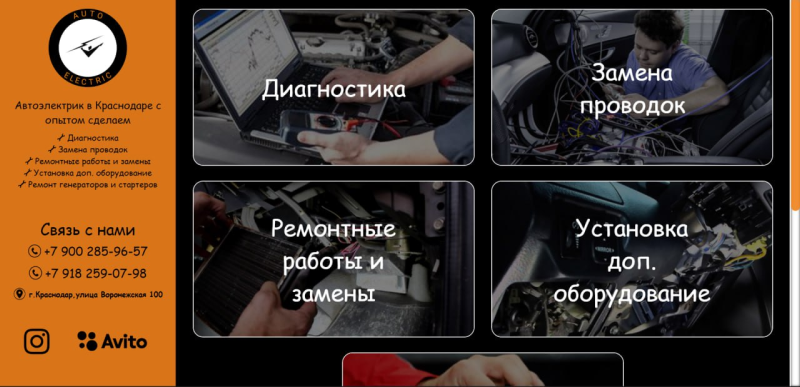 AUTO
ELECTRIC
Автоэлектрик в Краснодаре с
опытом сделаем
Диагностика
Замена проводок
Ремонтные работы и замены
Установка доп. оборудование
Ремонт генераторов и стартеров
Связь с нами
+7 900 285-96-57
+7 918 259-07-98
г.Краснодар,улица Воронежская 100
Avito
Диагностика
Замена
проводок
Ремонтные
работы и
замены
Установка
доп.
оборудование